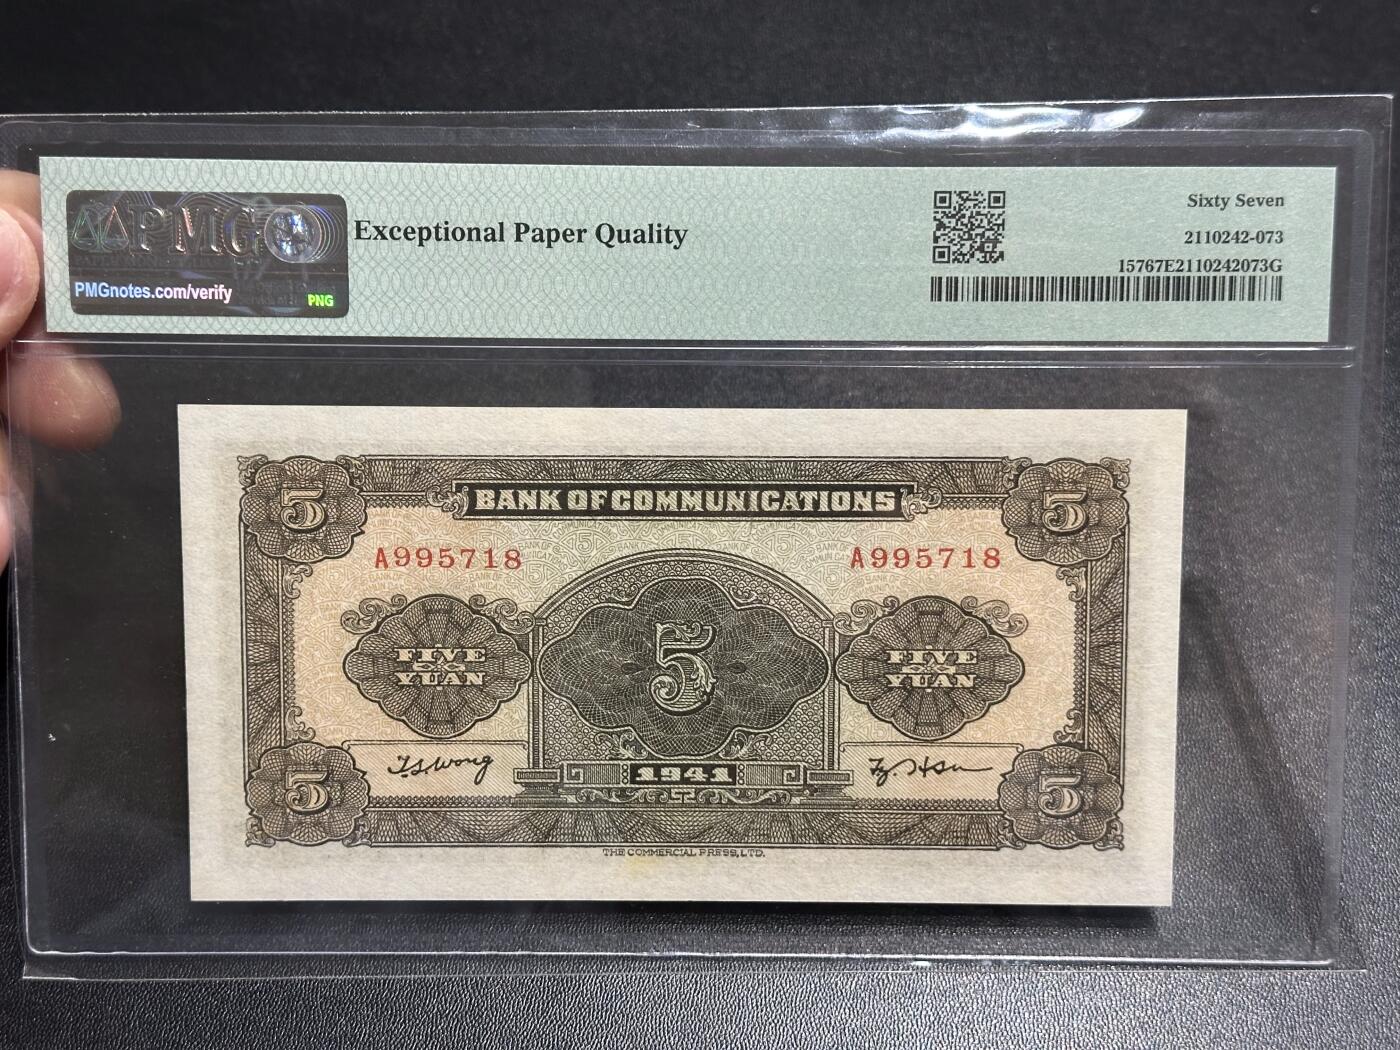 PMG
Exceptional Paper Quality
PMGnotes.com/verify
PNG
Sixty Seven
2110242-073
15767E2110242073G
5
BANK OF COMMUNICATIONS
5
A995718
A995718
FIVE
YUAN
5
FIVE
YUAN
T.S.Wong
1941
5
5
THE COMMERCIAL PRESS, LTD.